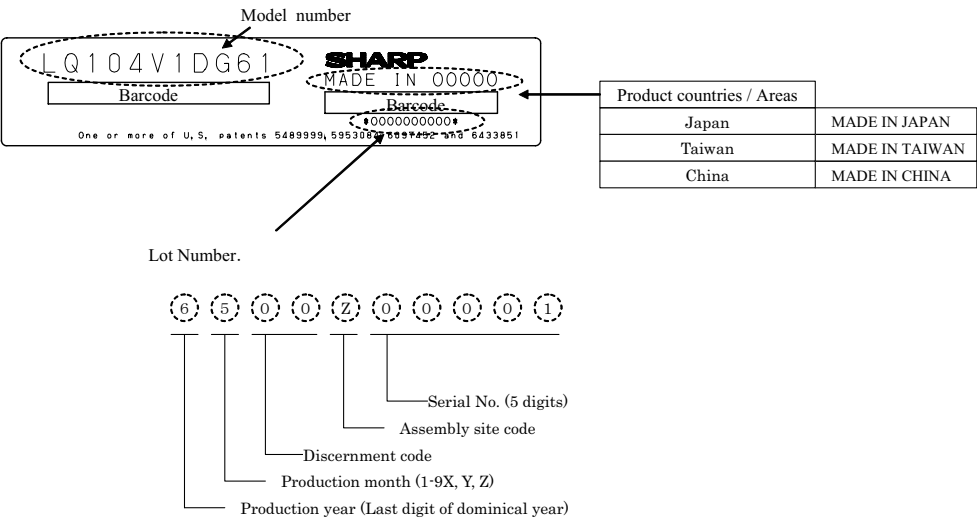 Model number
LQ104V1DG61
SHARP
MADE IN 00000
Barcode
Barcode
*0000000000*
One or more of U.S. patents 5489999, and 6433851
Product countries / Areas
Japan MADE IN JAPAN
Taiwan MADE IN TAIWAN
China MADE IN CHINA
Lot Number.
6 5 0 0 Z 0 0 0 0 1
Serial No. (5 digits)
Assembly site code
Discernment code
Production month (1-9X, Y, Z)
Production year (Last digit of dominical year)